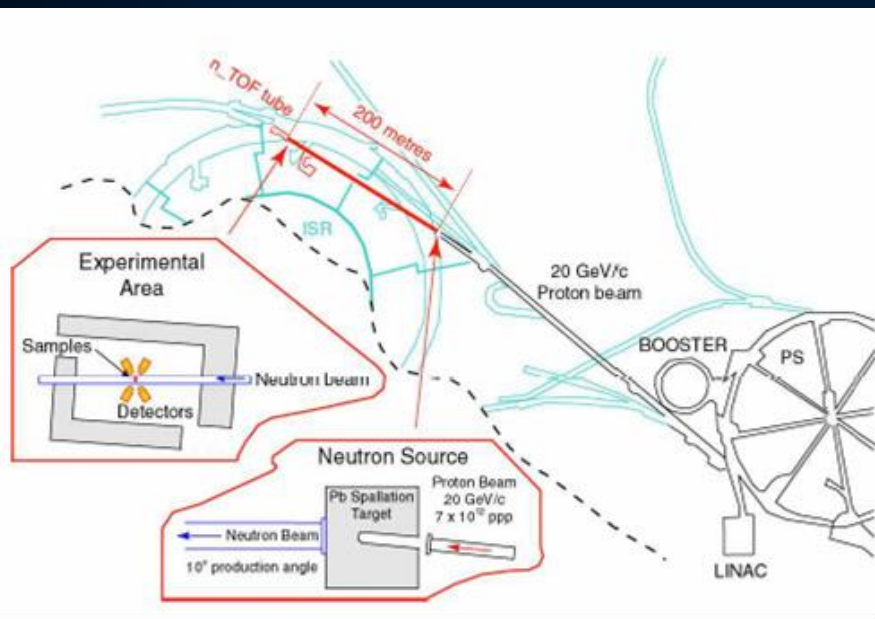 n_TOF tube
200 metres
ISR
20 GeV/c
Proton beam
BOOSTER
PS
LINAC
Experimental
Area
Samples
Neutron beam
Detectors
Neutron Source
Pb Spallation
Target
Proton Beam
20 GeV/c
7 x 10¹² ppp
Neutron Beam
10° production angle